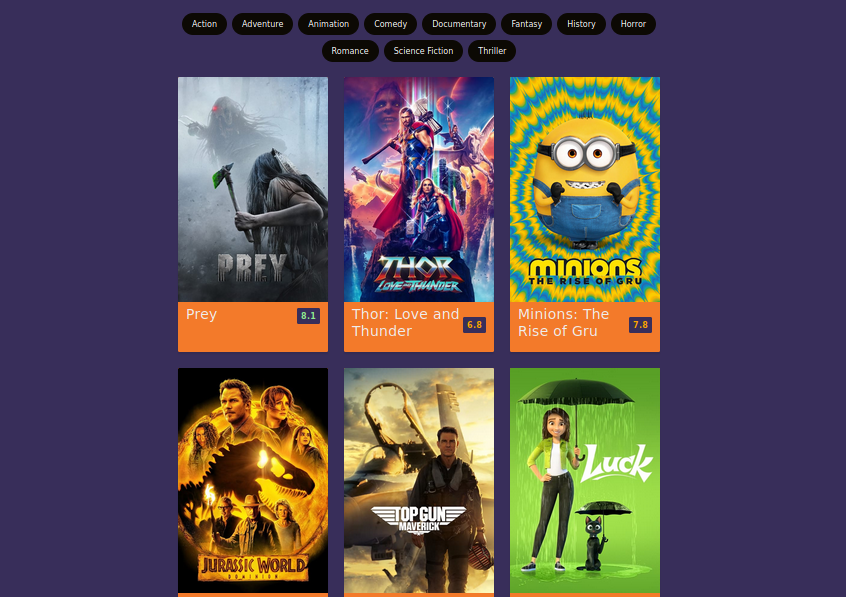 Action Adventure Animation Comedy Documentary Fantasy History Horror
Romance Science Fiction Thriller
PREY
THOR
LOVE AND THUNDER
minions
THE RISE OF GRU
Prey 8.1
Thor: Love and
Thunder 6.8
Minions: The
Rise of Gru 7.8
JURASSIC WORLD
DOMINION
TOP GUN
MAVERICK
Luck